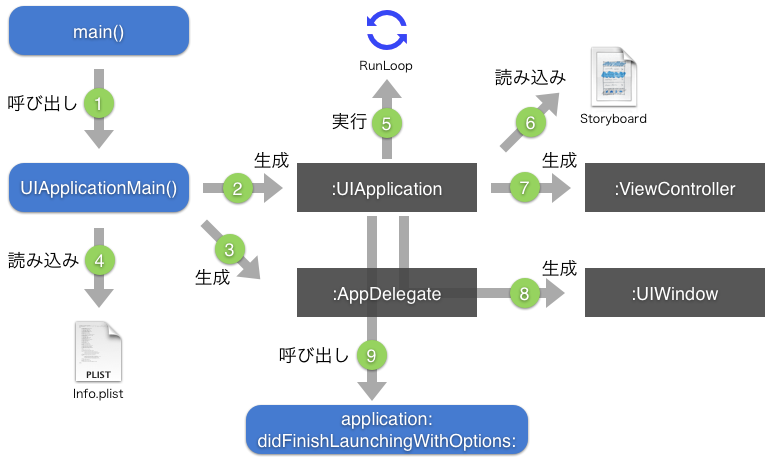 main()
RunLoop
呼び出し
1
実行
5
読み込み
6
Storyboard
UIApplicationMain()
2
生成
:UIApplication
7
生成
:ViewController
読み込み
4
3
生成
:AppDelegate
8
生成
:UIWindow
PLIST
Info.plist
呼び出し
9
application:
didFinishLaunchingWithOptions: